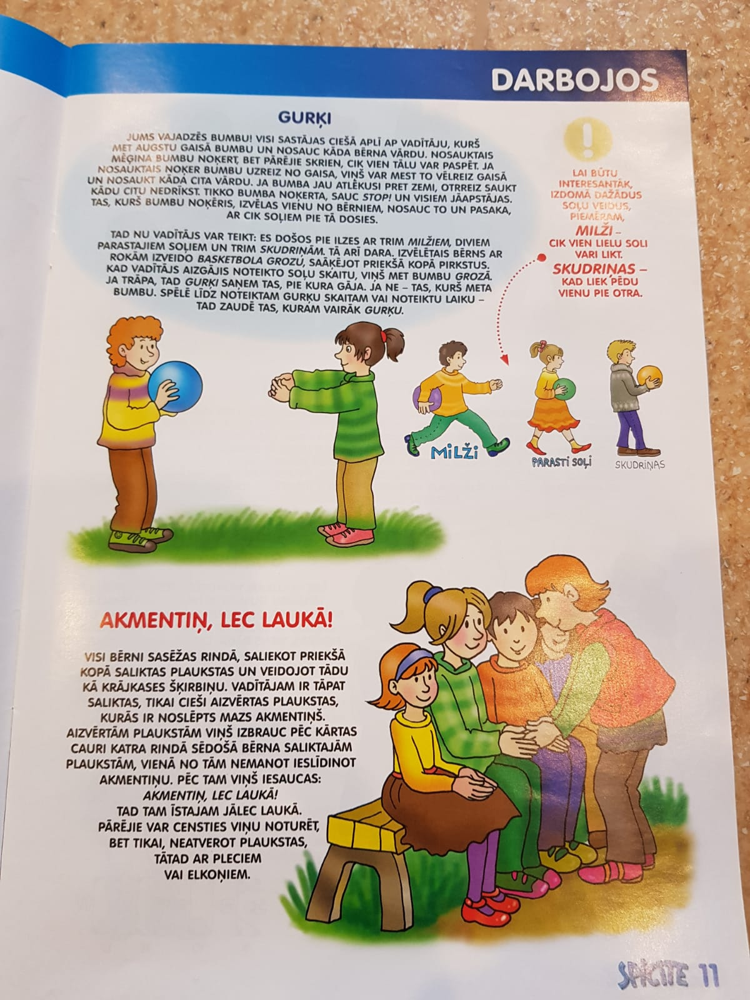 DARBOJOS
GURĶI
JUMS VAJADZĒS BUMBU! VISI SASTĀJAS CIEŠĀ APLĪ AP VADĪTĀJU, KURŠ
MET AUGSTU GAISĀ BUMBU UN NOSAUC KĀDA BĒRNA VĀRDU. NOSAUKTAIS
MĒĢINA BUMBU NOĶERT, BET PĀRĒJIE SKRIEN, CIK VIEN TĀLU VAR PASPĒT. JA
NOSAUKTAIS NOĶER BUMBU UZREIZ NO GAISA, VIŅŠ VAR MEST TO VĒLREIZ GAISĀ
UN NOSAUKT KĀDA CITA VĀRDU. JA BUMBA JAU ATLĒKUSI PRET ZEMI, OTRREIZ SAUKT
KĀDU CITU NEDRĪKST. TIKKO BUMBA NOĶERTA, SAUC STOP! UN VISIEM JĀAPSTĀJAS.
TAS, KURŠ BUMBU NOĶĒRIS, IZVĒLAS VIENU NO BĒRNIEM, NOSAUC TO UN PASAKA,
AR CIK SOĻIEM PIE TĀ DOSIES.
TAD NU VADĪTĀJS VAR TEIKT: ES DOŠOS PIE ILZES AR TRIM MILŽIEM, DIVIEM
PARASTAJIEM SOĻIEM UN TRIM SKUDRIŅĀM. TĀ ARĪ DARA. IZVĒLĒTAIS BĒRNS AR
ROKĀM IZVEIDO BASKETBOLA GROZU, SAĀĶĒJOT PRIEKŠĀ KOPĀ PIRKSTUS.
KAD VADĪTĀJS AIZGĀJIS NOTEIKTO SOĻU SKAITU, VIŅŠ MET BUMBU GROZĀ.
JA TRĀPA, TAD GURĶI SAŅEM TAS, PIE KURA GĀJA. JA NE – TAS, KURŠ META
BUMBU. SPĒLĒ LĪDZ NOTEIKTAM GURĶU SKAITAM VAI NOTEIKTU LAIKU –
TAD ZAUDĒ TAS, KURAM VAIRĀK GURĶU.
!
LAI BŪTU
INTERESANTĀK,
IZDOMĀ DAŽĀDUS
SOĻU VEIDUS,
PIEMĒRAM,
MILŽI –
CIK VIEN LIELU SOLI
VARI LIKT.
SKUDRIŅAS –
KAD LIEK PĒDU
VIENU PIE OTRA.
MILŽI
PARASTI SOĻI
SKUDRIŅAS
AKMENTIŅ, LEC LAUKĀ!
VISI BĒRNI SASĒŽAS RINDĀ, SALIEKOT PRIEKŠĀ
KOPĀ SALIKTAS PLAUKSTAS UN VEIDOJOT TĀDU
KĀ KRĀJKASES ŠĶIRBIŅU. VADĪTĀJAM IR TĀPAT
SALIKTAS, TIKAI CIEŠI AIZVĒRTAS PLAUKSTAS,
KURĀS IR NOSLĒPTS MAZS AKMENTIŅŠ.
AIZVĒRTĀM PLAUKSTĀM VIŅŠ IZBRAUC PĒC KĀRTAS
CAURI KATRA RINDĀ SĒDOŠĀ BĒRNA SALIKTAJĀM
PLAUKSTĀM, VIENĀ NO TĀM NEMANOT IESLĪDINOT
AKMENTIŅU. PĒC TAM VIŅŠ IESAUCAS:
AKMENTIŅ, LEC LAUKĀ!
TAD TAM ĪSTAJAM JĀLEC LAUKĀ.
PĀRĒJIE VAR CENSTIES VIŅU NOTURĒT,
BET TIKAI, NEATVEROT PLAUKSTAS,
TĀTAD AR PLECIEM
VAI ELKOŅIEM.
SPICĪTE 11